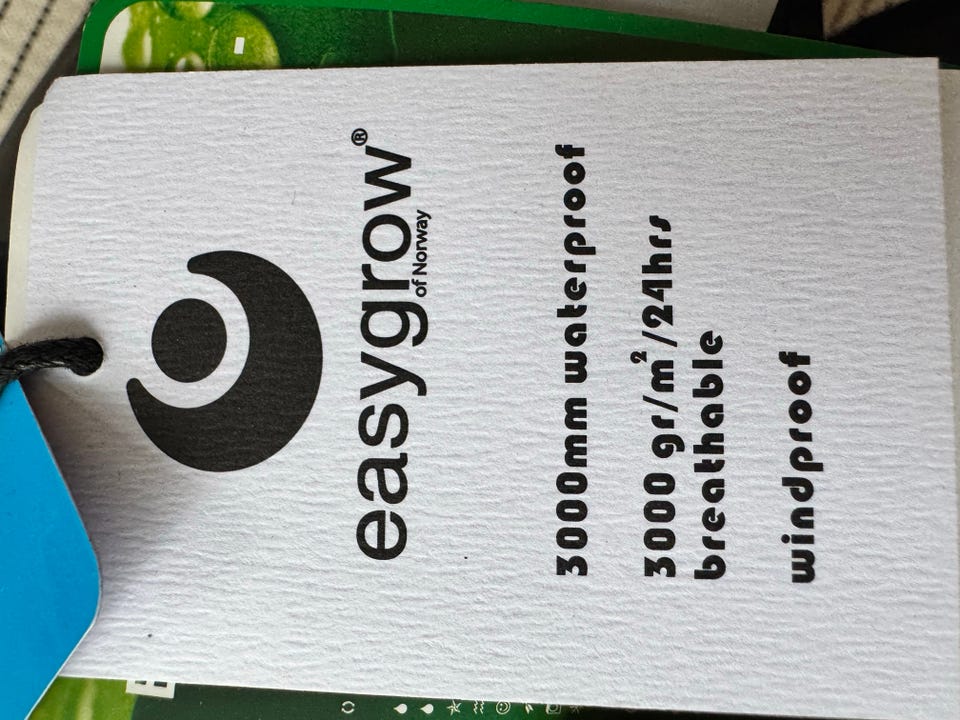 easygrow®
of Norway
3000mm waterproof
3000 gr/m²/24hrs
breathable
windproof